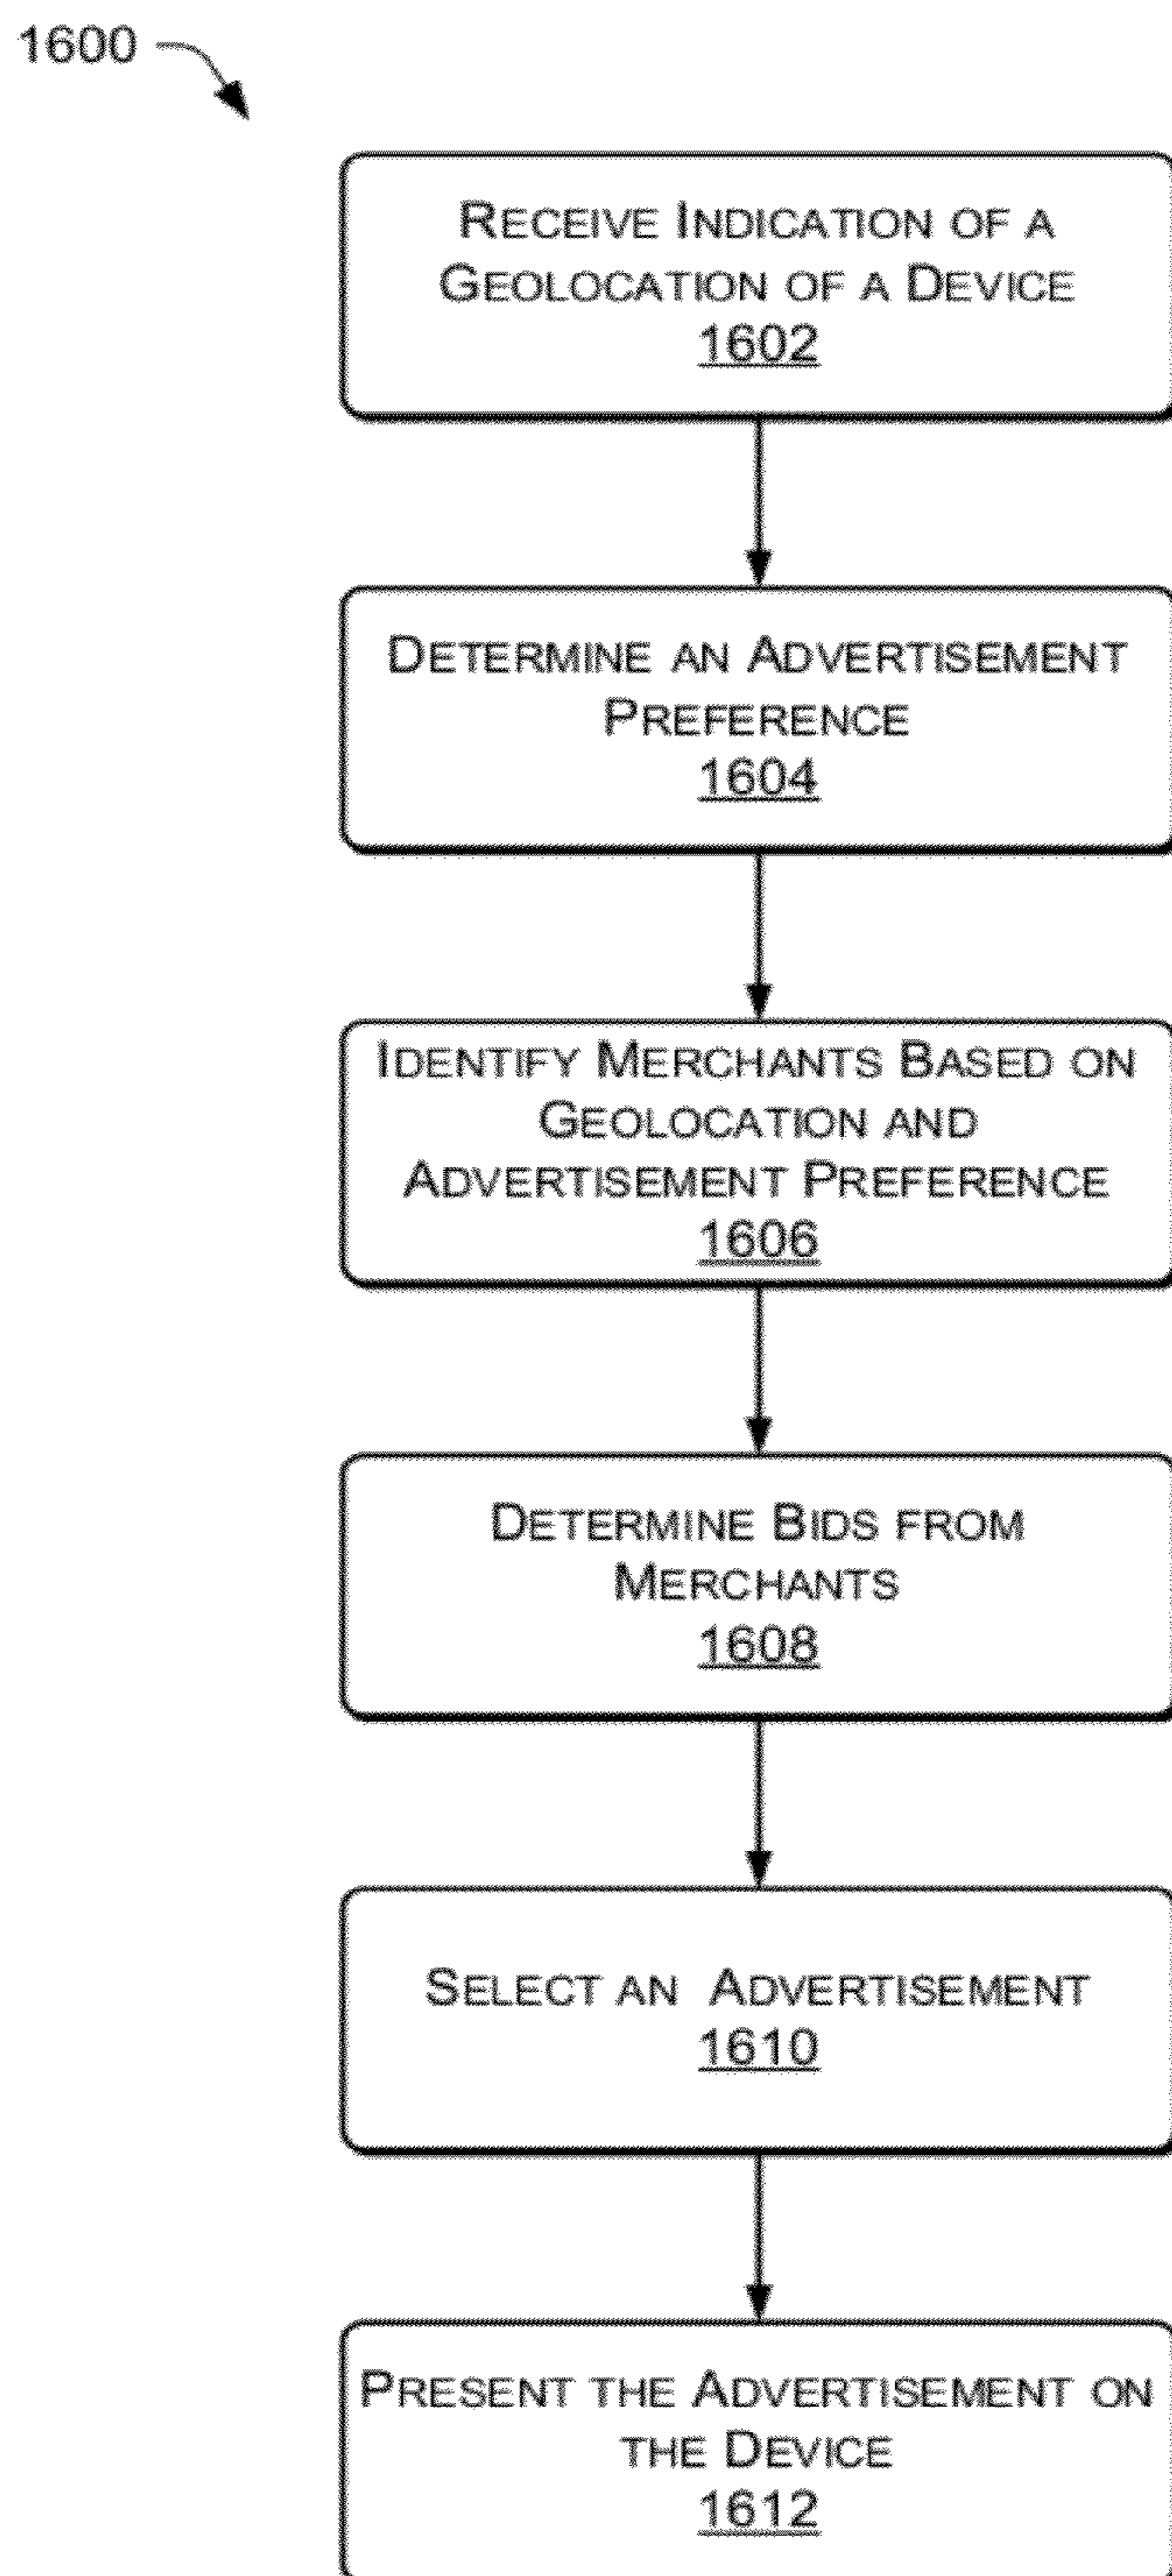 1600
RECEIVE INDICATION OF A
GEOLOCATION OF A DEVICE
1602
DETERMINE AN ADVERTISEMENT
PREFERENCE
1604
IDENTIFY MERCHANTS BASED ON
GEOLOCATION AND
ADVERTISEMENT PREFERENCE
1606
DETERMINE BIDS FROM
MERCHANTS
1608
SELECT AN ADVERTISEMENT
1610
PRESENT THE ADVERTISEMENT ON
THE DEVICE
1612